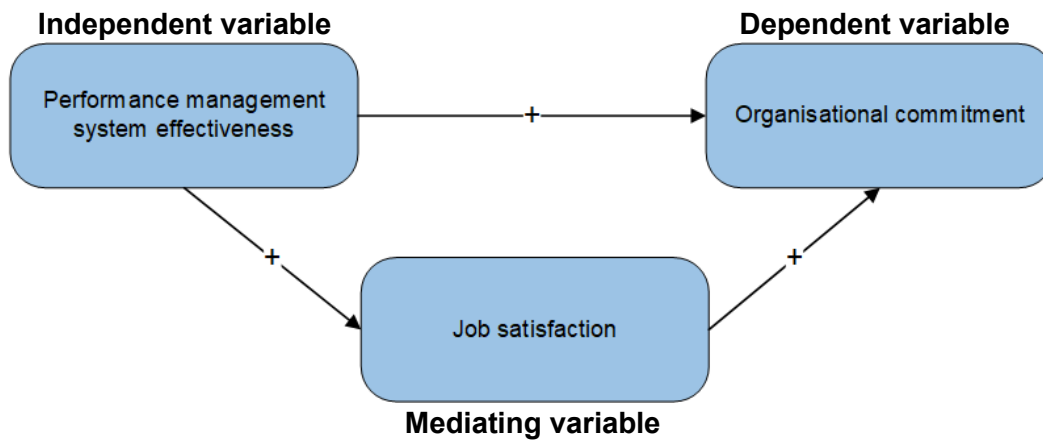 Independent variable
Dependent variable
Performance management
system effectiveness
+
Organisational commitment
+
+
Job satisfaction
Mediating variable